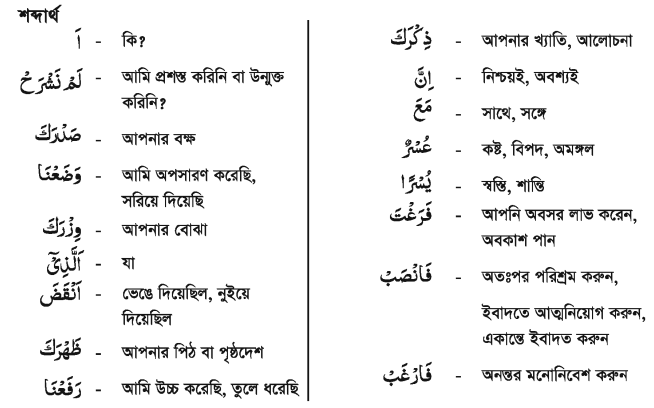 শব্দার্থ
اَ - কি?
لَمْ نَشْرَحْ - আমি প্রশস্ত করিনি বা উন্মুক্ত
করিনি?
صَدْرَكَ - আপনার বক্ষ
وَضَعْنَا - আমি অপসারণ করেছি,
সরিয়ে দিয়েছি
وِزْرَكَ - আপনার বোঝা
الَّذِيْٓ - যা
اَنْقَضَ - ভেঙে দিয়েছিল, নুইয়ে
দিয়েছিল
ظَهْرَكَ - আপনার পিঠ বা পৃষ্ঠদেশ
رَفَعْنَا - আমি উচ্চ করেছি, তুলে ধরেছি
ذِكْرَكَ - আপনার খ্যাতি, আলোচনা
اِنَّ - নিশ্চয়ই, অবশ্যই
مَعَ - সাথে, সঙ্গে
عُسْرٌ - কষ্ট, বিপদ, অমঙ্গল
يُسْرًا - স্বস্তি, শান্তি
فَرَغْتَ - আপনি অবসর লাভ করেন,
অবকাশ পান
فَانْصَبْ - অতঃপর পরিশ্রম করুন,
ইবাদতে আত্মনিয়োগ করুন,
একান্তে ইবাদত করুন
فَارْغَبْ - অনন্তর মনোনিবেশ করুন